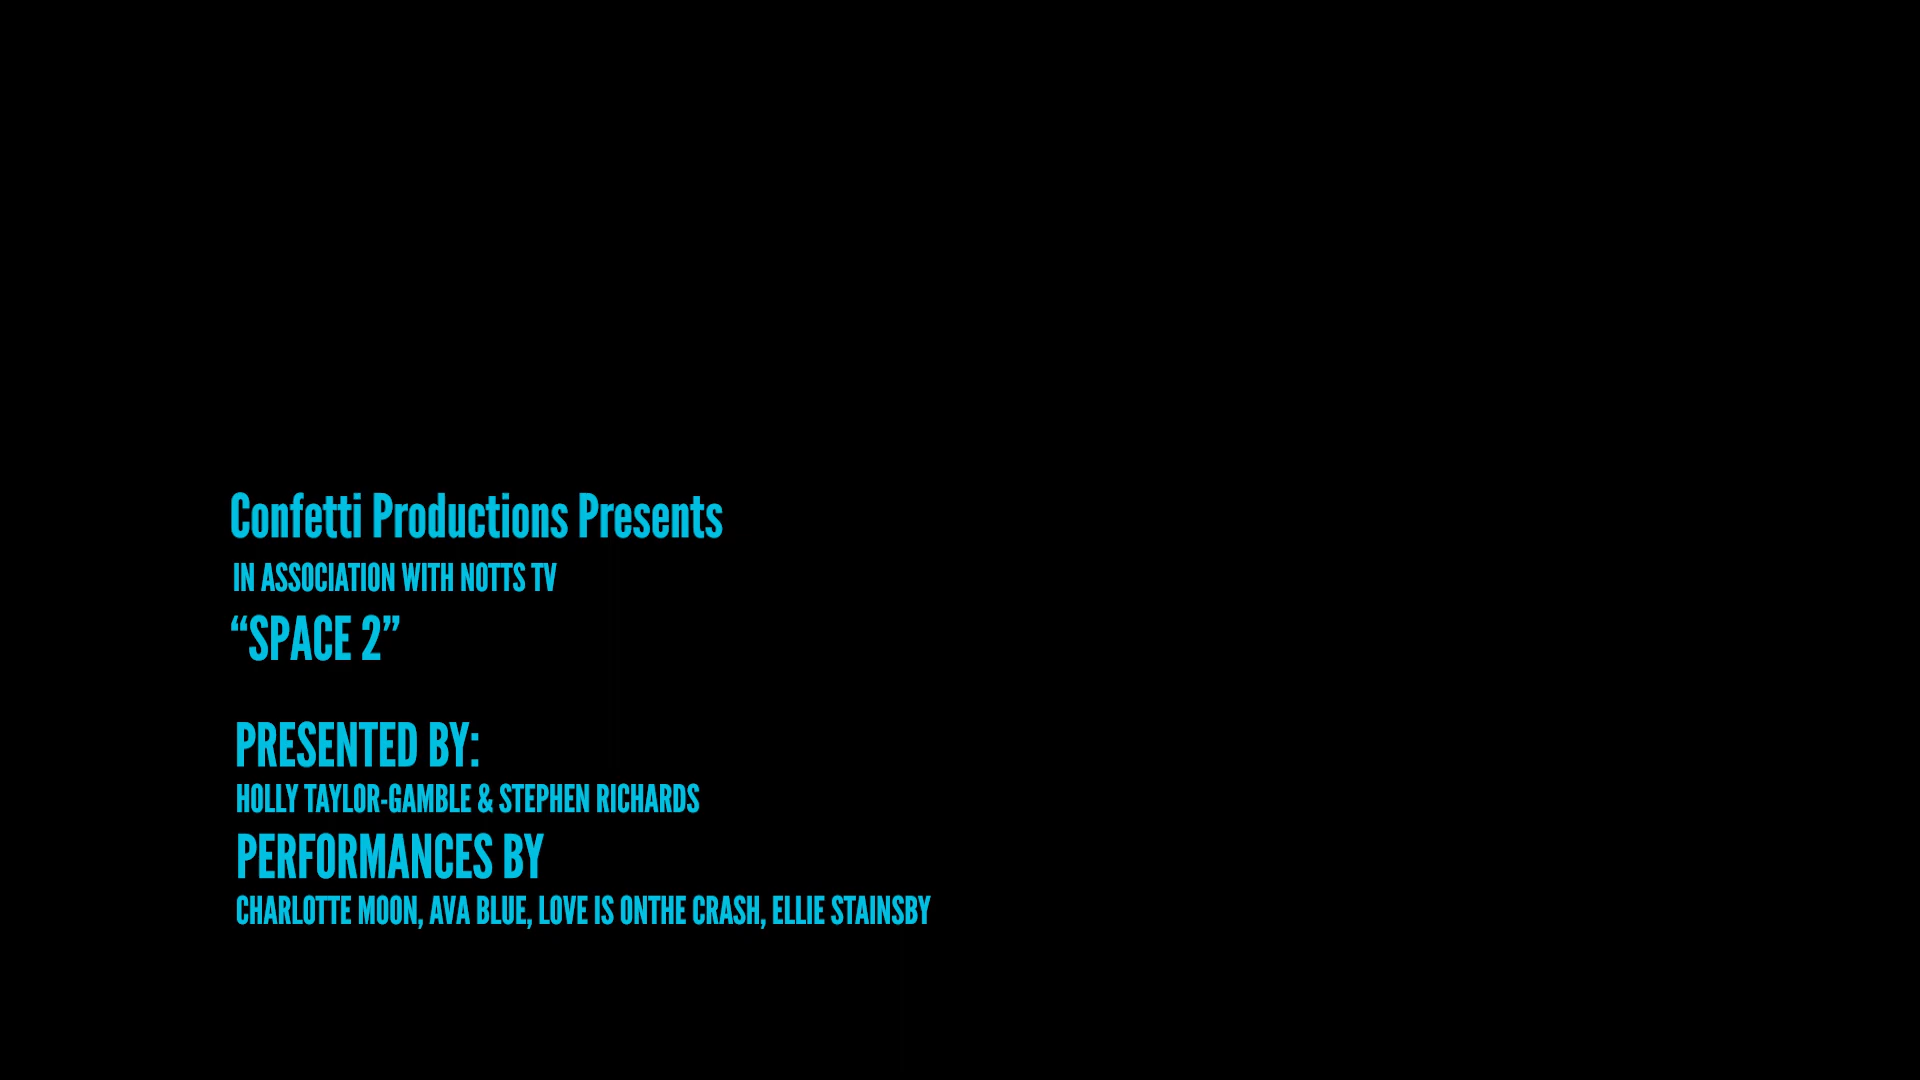 Confetti Productions Presents
IN ASSOCIATION WITH NOTTS TV
“SPACE 2”
PRESENTED BY:
HOLLY TAYLOR-GAMBLE & STEPHEN RICHARDS
PERFORMANCES BY
CHARLOTTE MOON, AVA BLUE, LOVE IS ONTHE CRASH, ELLIE STAINSBY